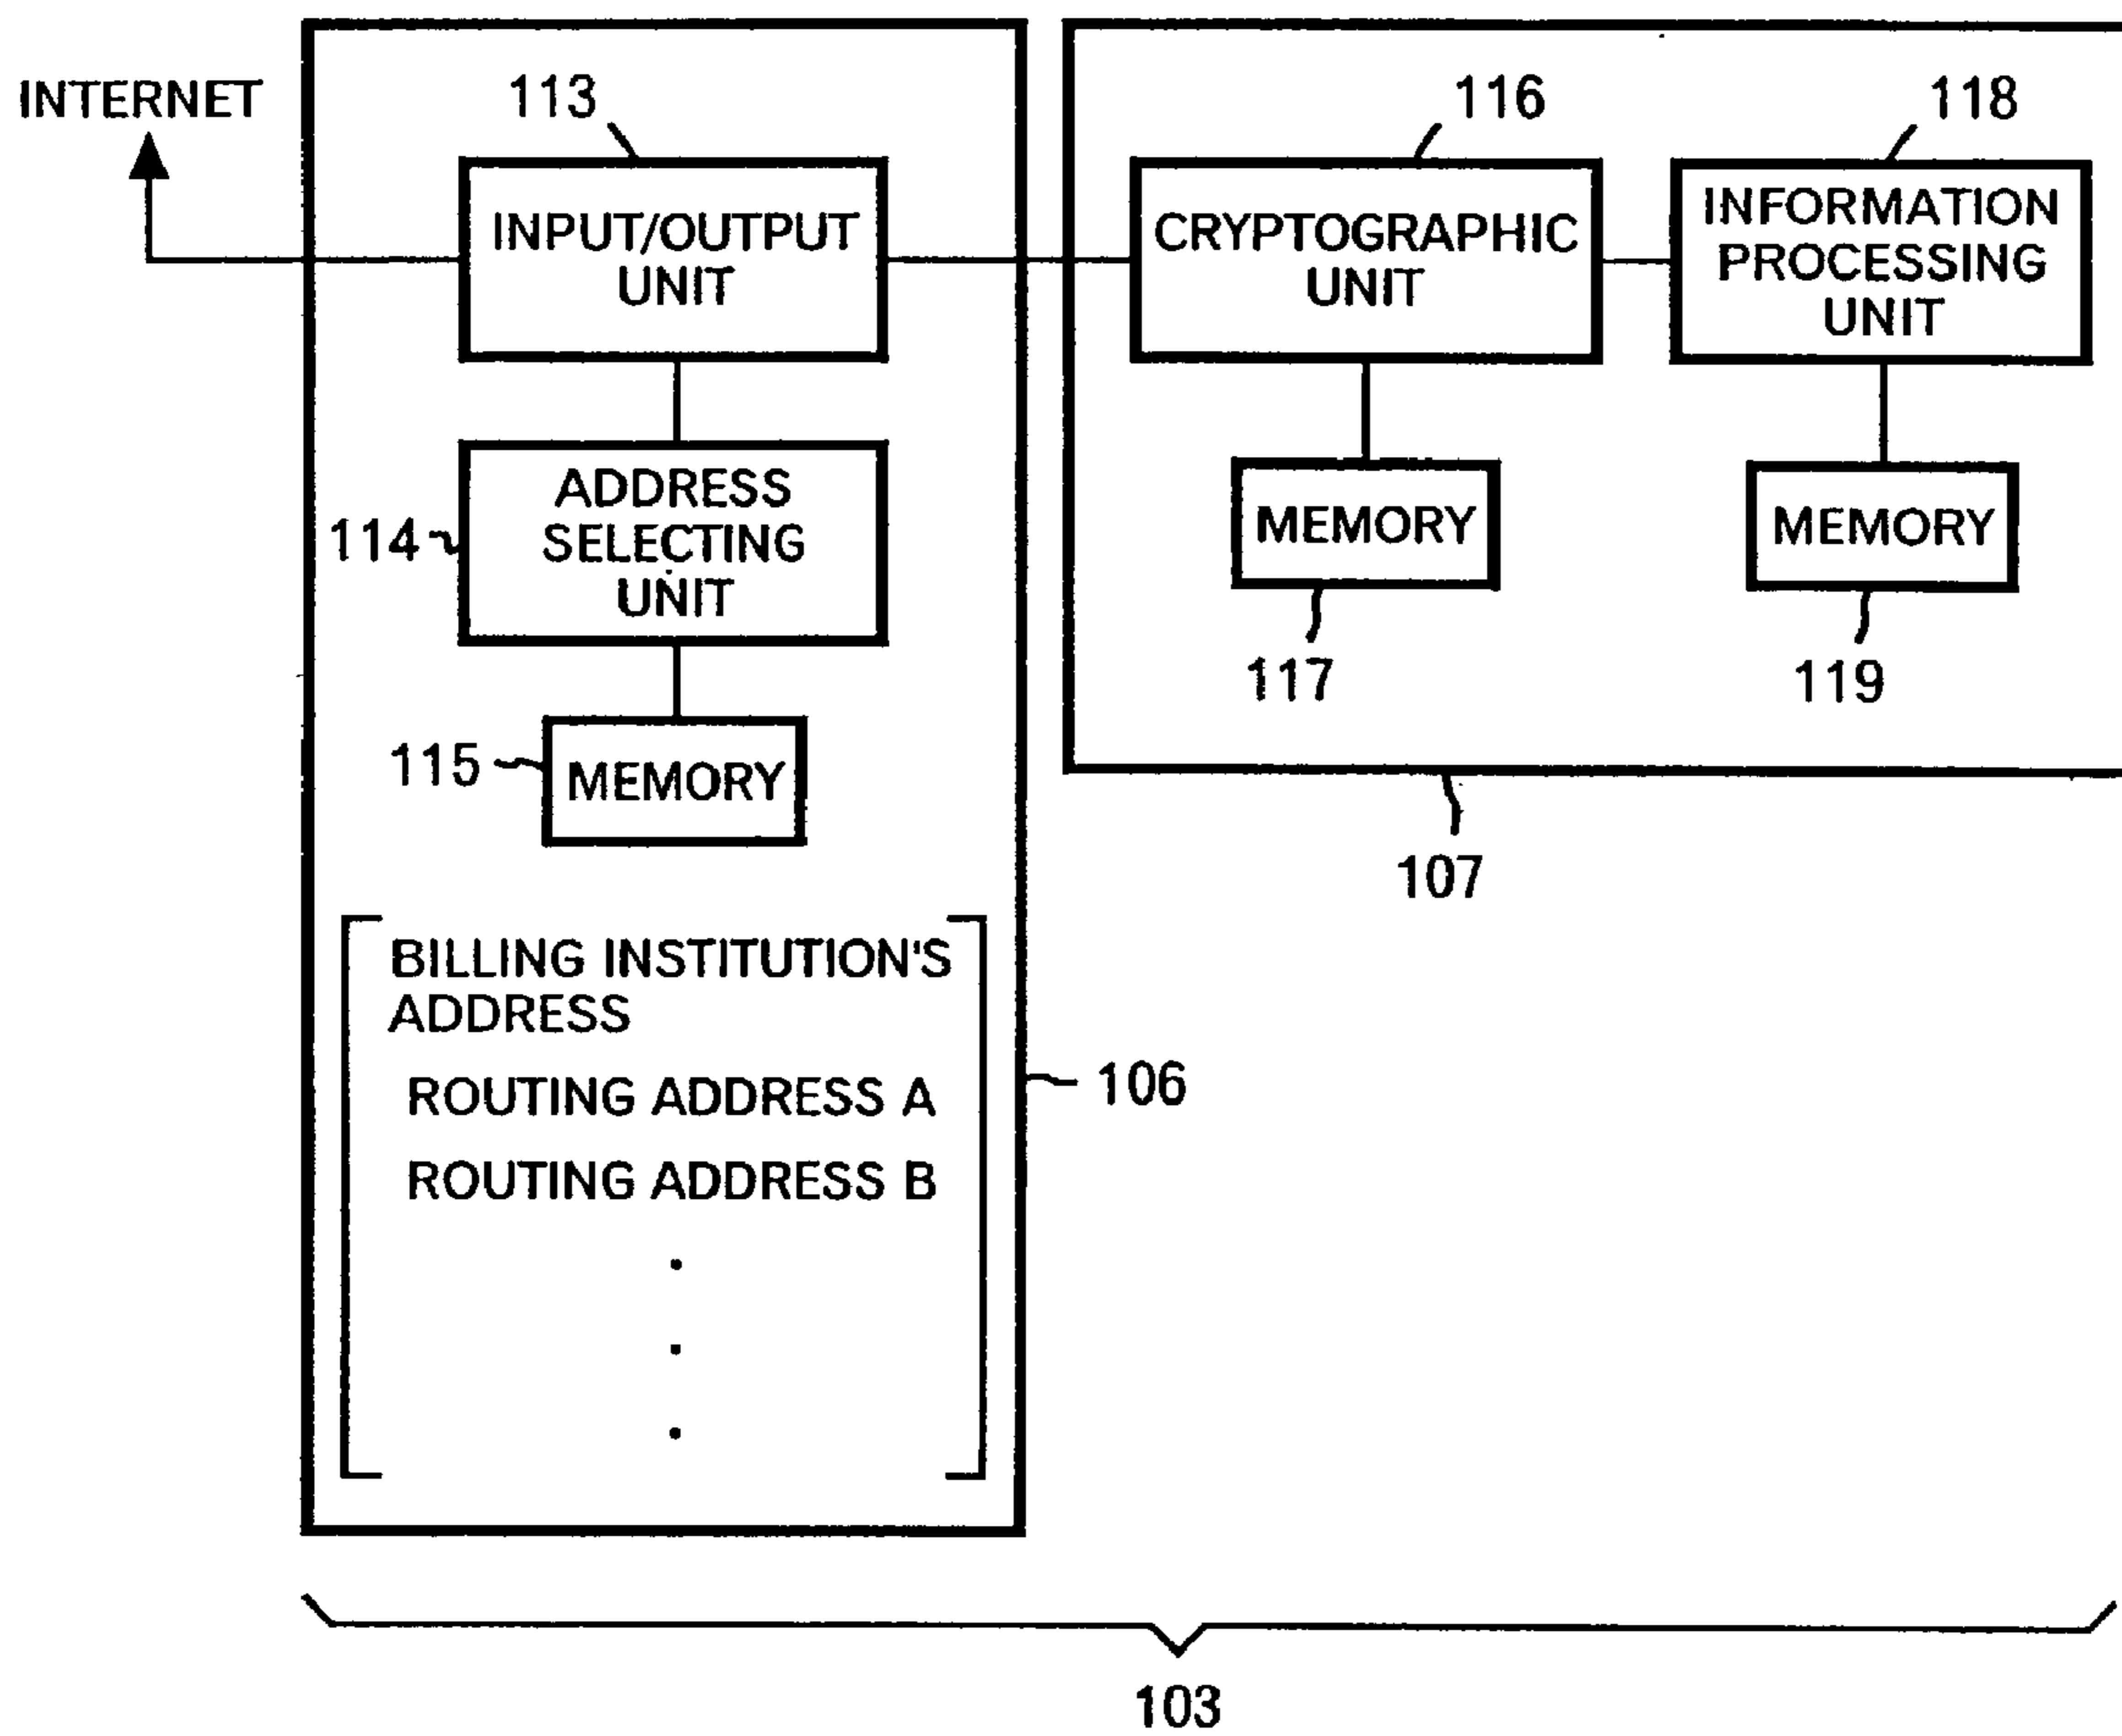 INTERNET
113
116
118
INPUT/OUTPUT
UNIT
CRYPTOGRAPHIC
UNIT
INFORMATION
PROCESSING
UNIT
114
ADDRESS
SELECTING
UNIT
MEMORY
MEMORY
117
119
115
MEMORY
107
BILLING INSTITUTION'S
ADDRESS
ROUTING ADDRESS A
106
ROUTING ADDRESS B
.
.
.
103